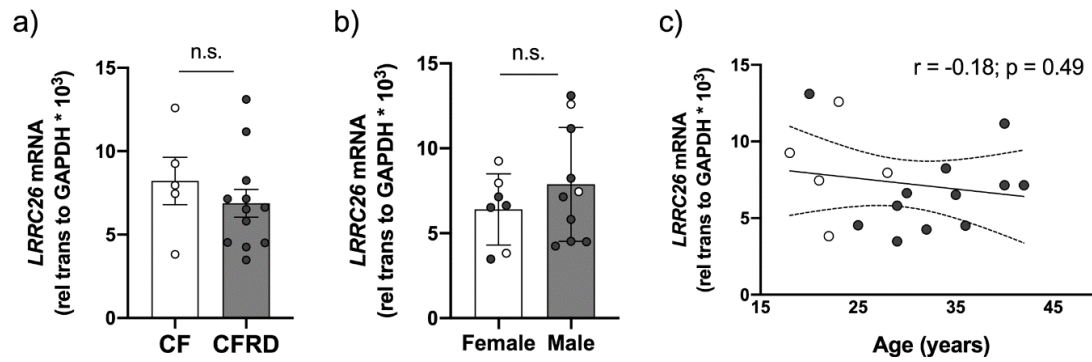 a)
n.s.
LRRC26 mRNA
(rel trans to GAPDH * 10³)
15
10
5
0
CF
CFRD
b)
n.s.
LRRC26 mRNA
(rel trans to GAPDH * 10³)
15
10
5
0
Female
Male
c)
r = -0.18; p = 0.49
LRRC26 mRNA
(rel trans to GAPDH * 10³)
15
10
5
0
15
25
35
45
Age (years)